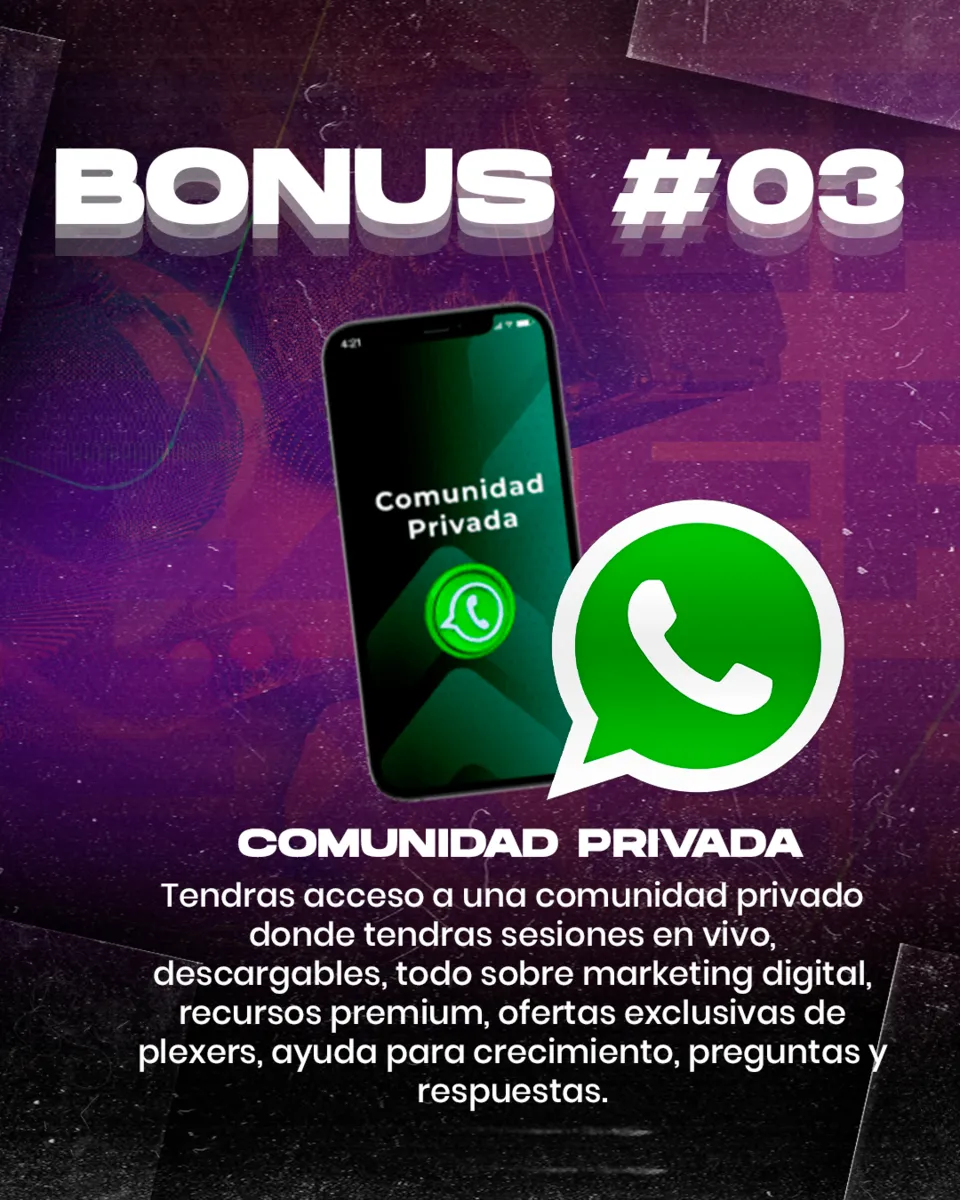 BONUS #03
4:21
Comunidad
Privada
COMUNIDAD PRIVADA
Tendras acceso a una comunidad privado
donde tendras sesiones en vivo,
descargables, todo sobre marketing digital,
recursos premium, ofertas exclusivas de
plexers, ayuda para crecimiento, preguntas y
respuestas.